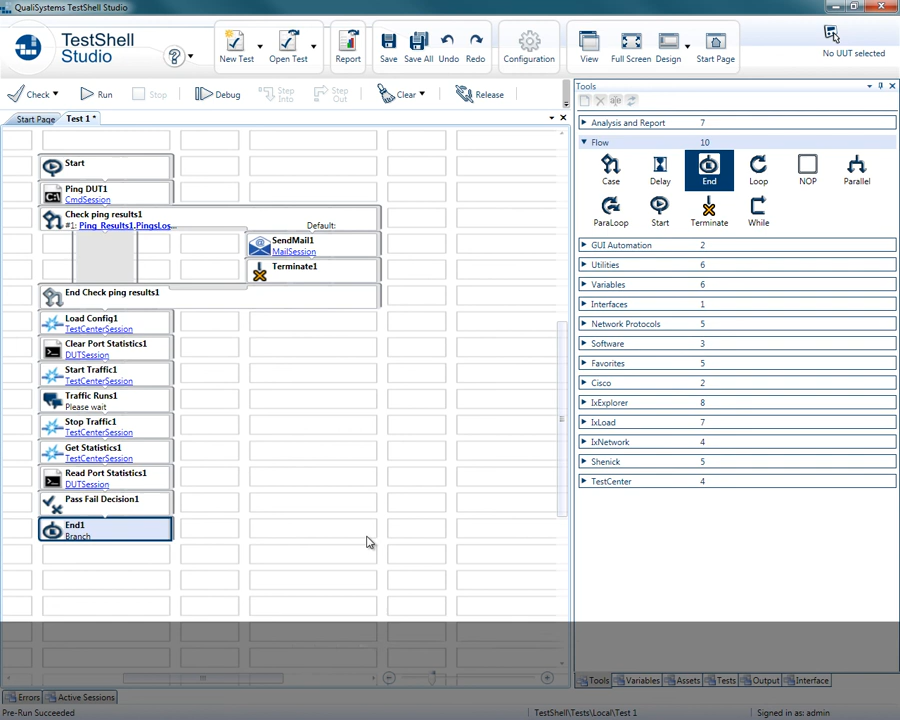 QualiSystems TestShell Studio
TestShell
Studio
New Test
Open Test
Report
Save
Save All
Undo
Redo
Configuration
View
Full Screen
Design
Start Page
No UUT selected
Check
Run
Stop
Debug
Step
Into
Step
Out
Clear
Release
Start Page
Test 1 *
Start
Ping DUT1
CmdSession
Check ping results1
#1: Ping_Results1.PingsLos...
Default:
SendMail1
MailSession
Terminate1
End Check ping results1
Load Config1
TestCenterSession
Clear Port Statistics1
DUTSession
Start Traffic1
TestCenterSession
Traffic Runs1
Please wait
Stop Traffic1
TestCenterSession
Get Statistics1
TestCenterSession
Read Port Statistics1
DUTSession
Pass Fail Decision1
End1
Branch
Tools
Analysis and Report 7
Flow 10
Case
Delay
End
Loop
NOP
Parallel
ParaLoop
Start
Terminate
While
GUI Automation 2
Utilities 6
Variables 6
Interfaces 1
Network Protocols 5
Software 3
Favorites 5
Cisco 2
IxExplorer 8
IxLoad 7
IxNetwork 4
Shenick 5
TestCenter 4
Tools
Variables
Assets
Tests
Output
Interface
Errors
Active Sessions
Pre-Run Succeeded
TestShell\Tests\Local\Test 1
Signed in as: admin